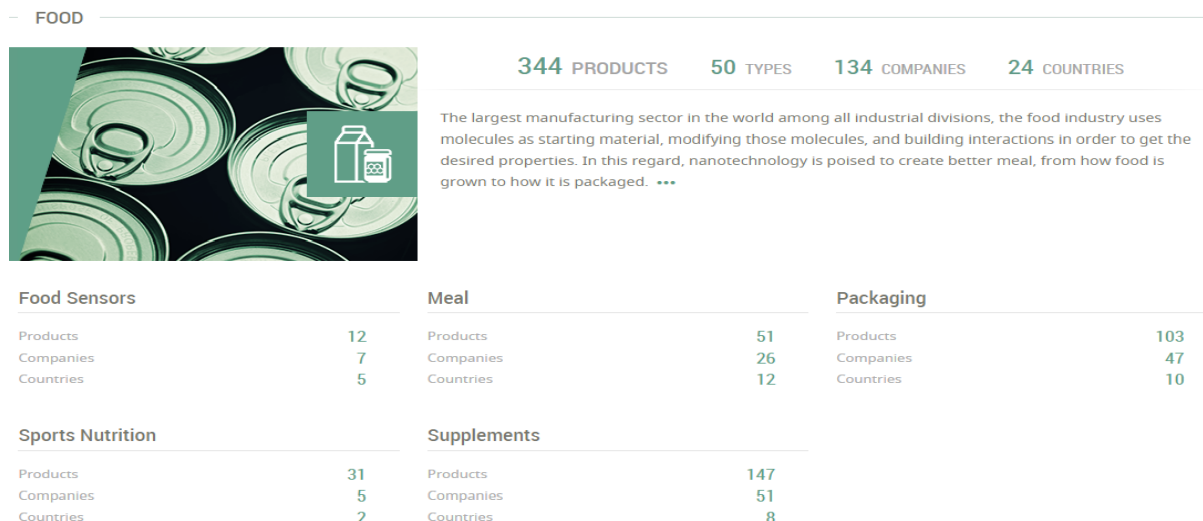 FOOD
344 PRODUCTS 50 TYPES 134 COMPANIES 24 COUNTRIES
The largest manufacturing sector in the world among all industrial divisions, the food industry uses
molecules as starting material, modifying those molecules, and building interactions in order to get the
desired properties. In this regard, nanotechnology is poised to create better meal, from how food is
grown to how it is packaged. •••
Food Sensors
Products 12
Companies 7
Countries 5
Meal
Products 51
Companies 26
Countries 12
Packaging
Products 103
Companies 47
Countries 10
Sports Nutrition
Products 31
Companies 5
Countries 2
Supplements
Products 147
Companies 51
Countries 8